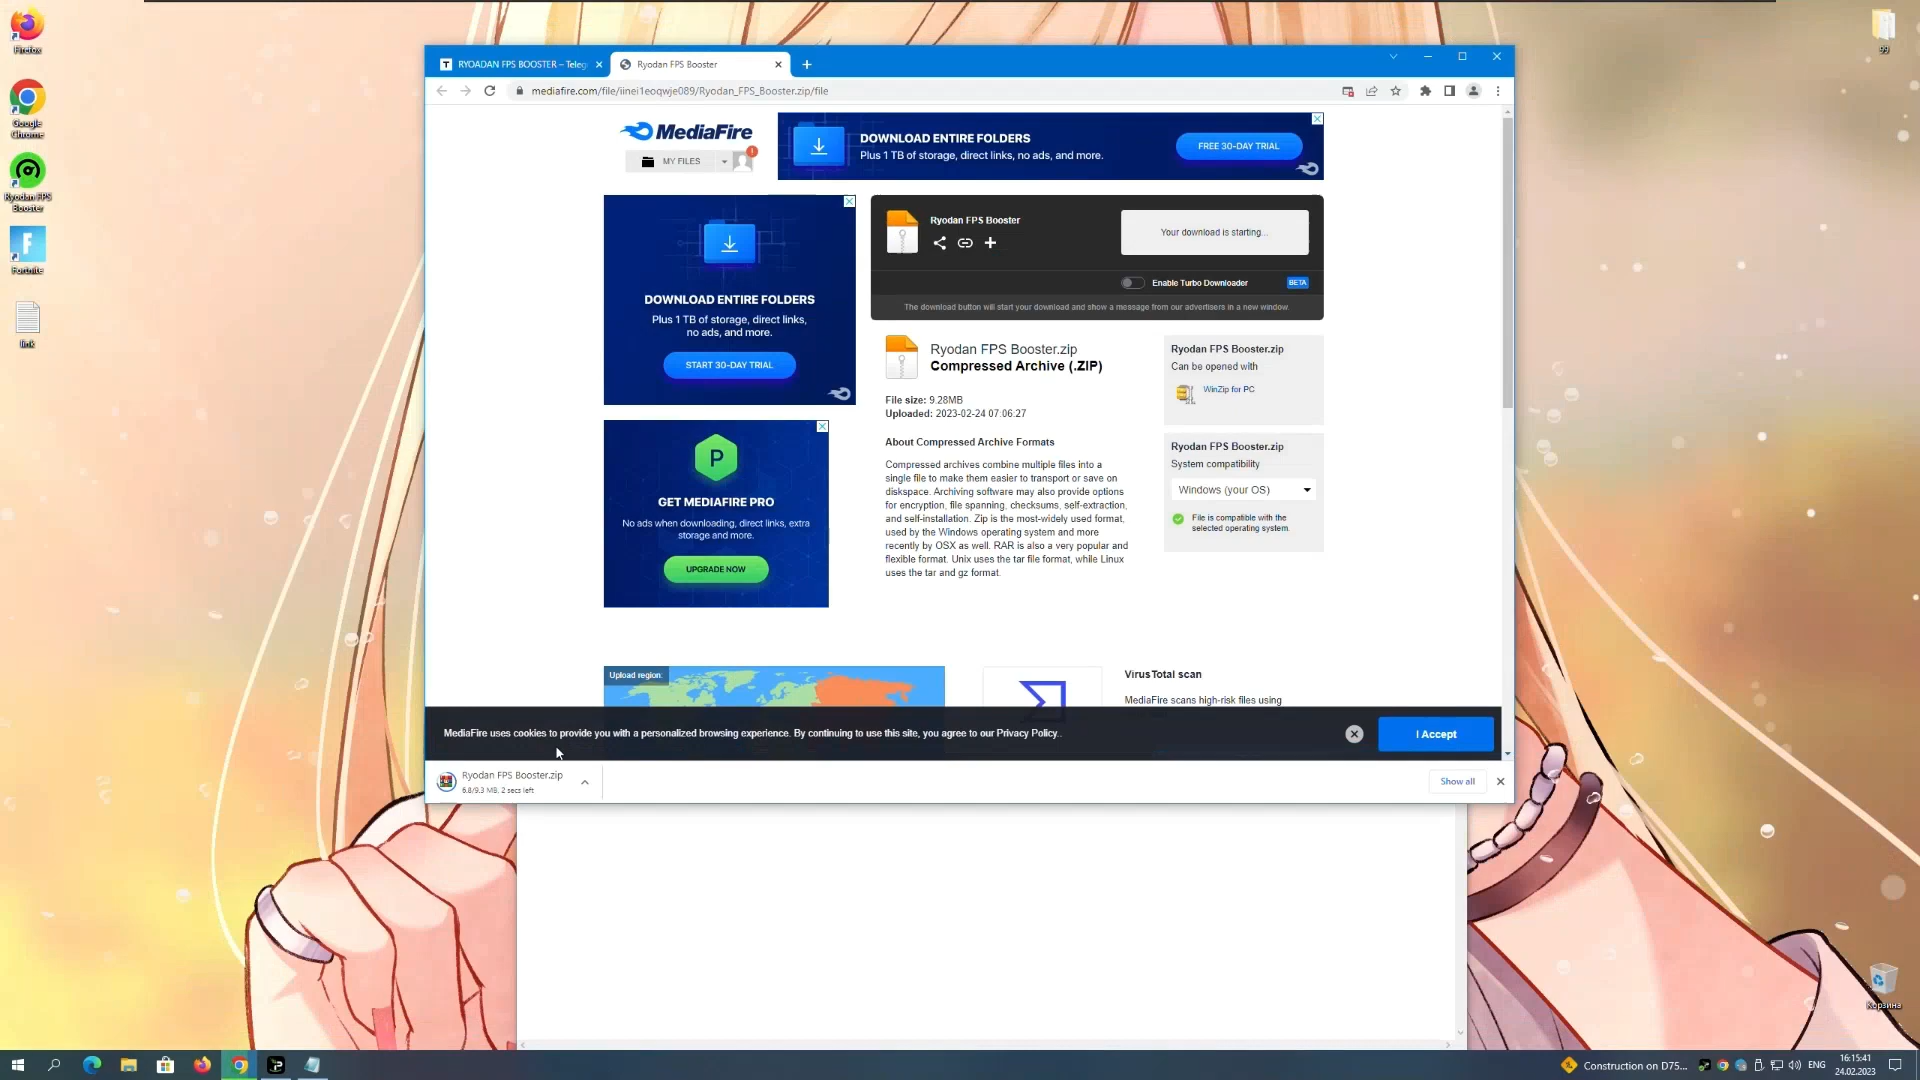 Firefox
Google
Chrome
Ryodan FPS
Booster
Fortnite
link
99
RYOADAN FPS BOOSTER – Teleg
Ryodan FPS Booster
mediafire.com/file/iinei1eoqwje089/Ryodan_FPS_Booster.zip/file
MediaFire
MY FILES
DOWNLOAD ENTIRE FOLDERS
Plus 1 TB of storage, direct links, no ads, and more.
FREE 30-DAY TRIAL
DOWNLOAD ENTIRE FOLDERS
Plus 1 TB of storage, direct links,
no ads, and more.
START 30-DAY TRIAL
Ryodan FPS Booster
Your download is starting...
Enable Turbo Downloader
BETA
The download button will start your download and show a message from our advertisers in a new window.
Ryodan FPS Booster.zip
Compressed Archive (.ZIP)
File size: 9.28MB
Uploaded: 2023-02-24 07:06:27
About Compressed Archive Formats
Compressed archives combine multiple files into a
single file to make them easier to transport or save on
diskspace. Archiving software may also provide options
for encryption, file spanning, checksums, self-extraction,
and self-installation. Zip is the most-widely used format,
used by the Windows operating system and more
recently by OSX as well. RAR is also a very popular and
flexible format. Unix uses the tar file format, while Linux
uses the tar and gz format.
Ryodan FPS Booster.zip
Can be opened with
WinZip for PC
Ryodan FPS Booster.zip
System compatibility
Windows (your OS)
File is compatible with the
selected operating system.
P
GET MEDIAFIRE PRO
No ads when downloading, direct links, extra
storage and more.
UPGRADE NOW
Upload region:
VirusTotal scan
MediaFire scans high-risk files using
MediaFire uses cookies to provide you with a personalized browsing experience. By continuing to use this site, you agree to our Privacy Policy..
I Accept
Ryodan FPS Booster.zip
6.8/9.3 MB, 2 secs left
Show all
Корзина
Construction on D75...
ENG
16:15:41
24.02.2023